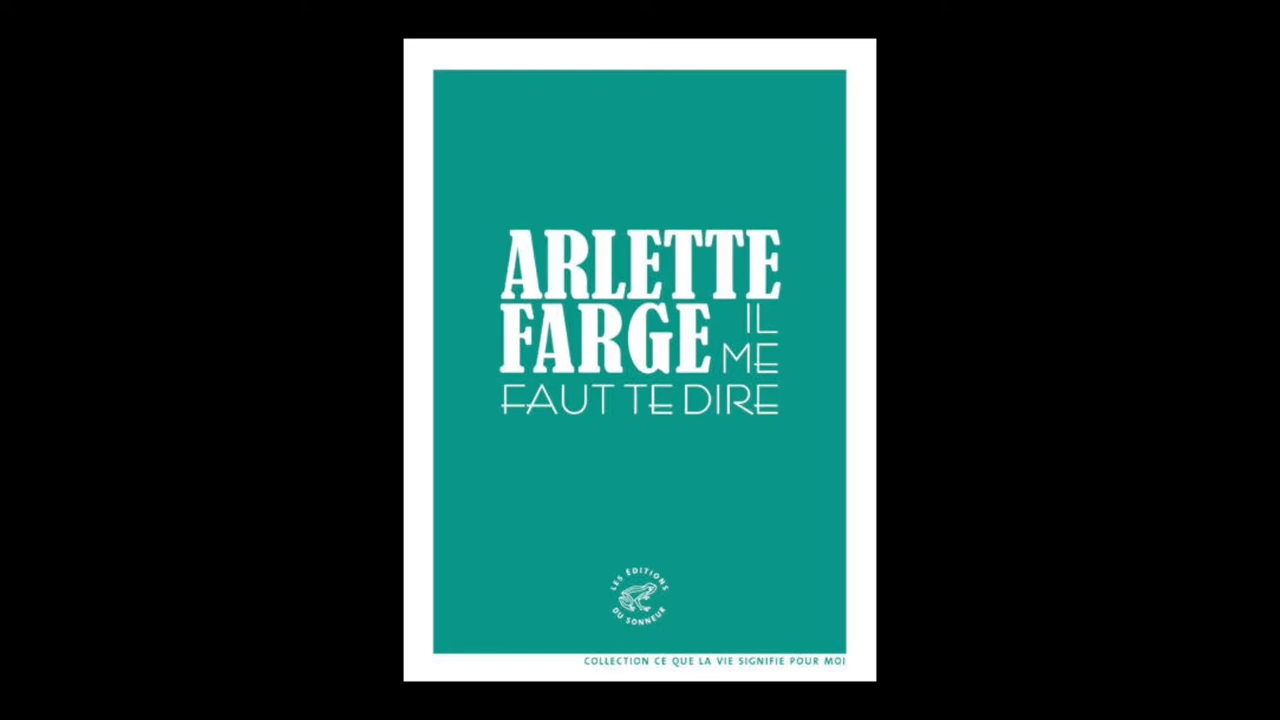 ARLETTE
FARGE IL
ME
FAUT TE DIRE
LES ÉDITIONS
DU SONNEUR
COLLECTION CE QUE LA VIE SIGNIFIE POUR MOI